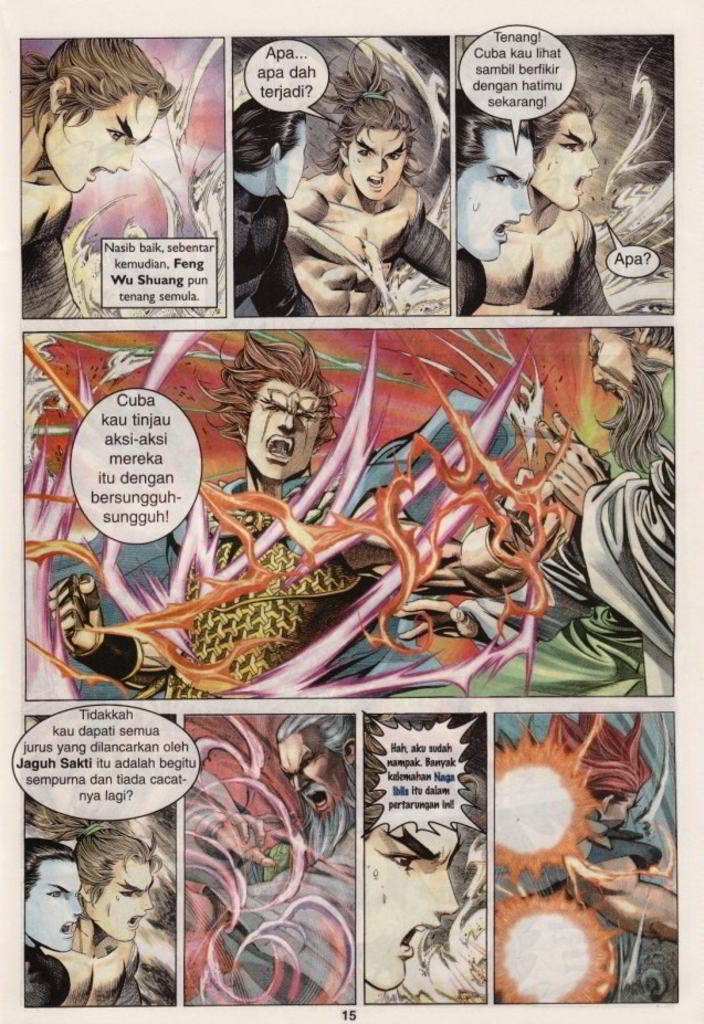 Nasib baik, sebentar
kemudian, Feng
Wu Shuang pun
tenang semula.
Apa...
apa dah
terjadi?
Tenang!
Cuba kau lihat
sambil berfikir
dengan hatimu
sekarang!
Apa?
Cuba
kau tinjau
aksi-aksi
mereka
itu dengan
bersungguh-
sungguh!
Tidakkah
kau dapati semua
jurus yang dilancarkan oleh
Jaguh Sakti itu adalah begitu
sempurna dan tiada cacat-
nya lagi?
Hah, aku sudah
nampak. Banyak
kelemahan Naga
Iblis itu dalam
pertarungan ini!
15